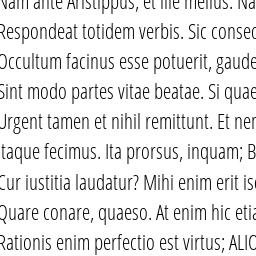 Nam ante Aristippus, et ille melius. Na
Respondeat totidem verbis. Sic consec
Occultum facinus esse potuerit, gaude
Sint modo partes vitae beatae. Si quae
Urgent tamen et nihil remittunt. Et ner
Itaque fecimus. Ita prorsus, inquam; B
Cur iustitia laudatur? Mihi enim erit is
Quare conare, quaeso. At enim hic etia
Rationis enim perfectio est virtus; ALIO